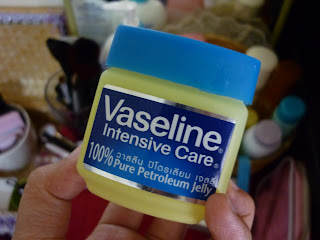 Vaseline®
Intensive Care®
วาสลีน ปิโตรเลียม เจลลี่
100% Pure Petroleum Jelly